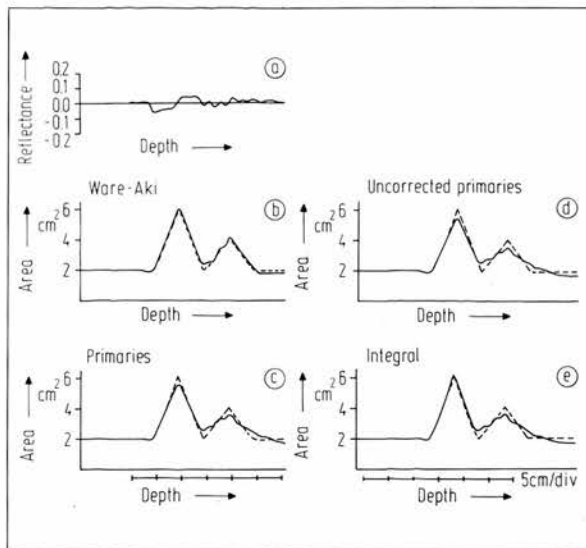 a
Reflectance
0.2
0.1
0.0
-0.1
-0.2
Depth
Ware-Aki
b
Area
cm²
6
4
2
Depth
Uncorrected primaries
d
Area
cm²
6
4
2
Depth
Primaries
c
Area
cm²
6
4
2
Depth
Integral
e
Area
cm²
6
4
2
5cm/div
Depth